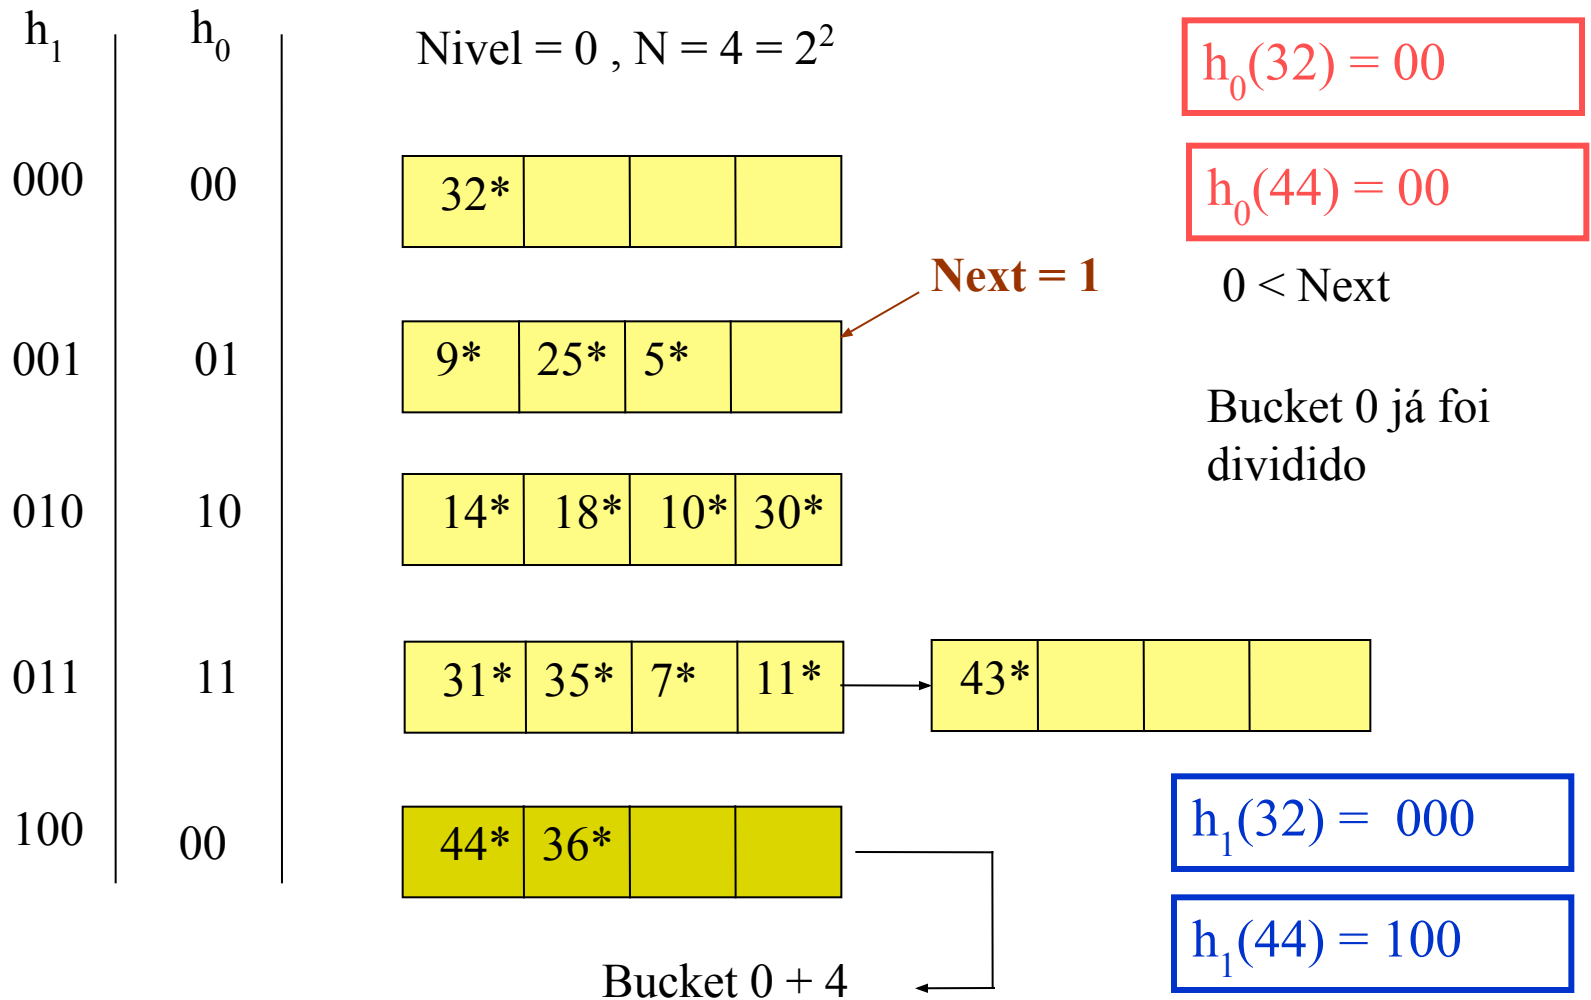 h₁ h₀ Nivel = 0 , N = 4 = 2² h₀(32) = 00
000 00 32* h₀(44) = 00
Next = 1 0 < Next
001 01 9* 25* 5*
Bucket 0 já foi
dividido
010 10 14* 18* 10* 30*
011 11 31* 35* 7* 11* 43*
100 00 44* 36* h₁(32) = 000
h₁(44) = 100
Bucket 0 + 4